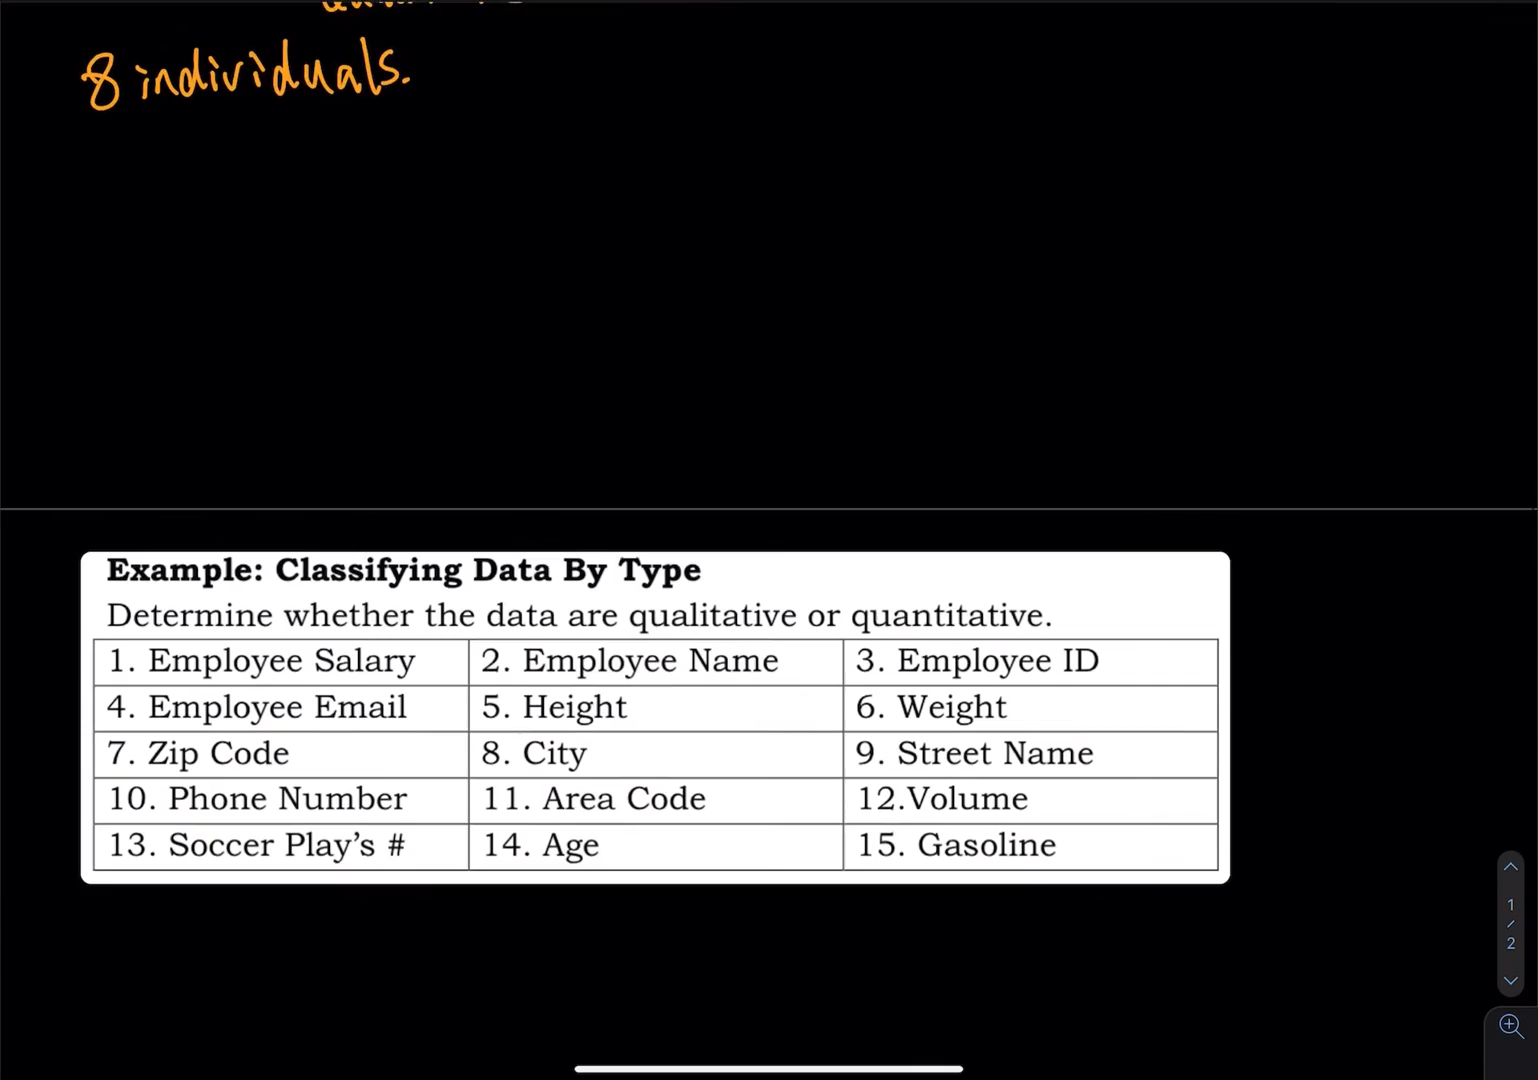 8 individuals.
Example: Classifying Data By Type
Determine whether the data are qualitative or quantitative.
1. Employee Salary 2. Employee Name 3. Employee ID
4. Employee Email 5. Height 6. Weight
7. Zip Code 8. City 9. Street Name
10. Phone Number 11. Area Code 12.Volume
13. Soccer Play’s # 14. Age 15. Gasoline
1
/
2